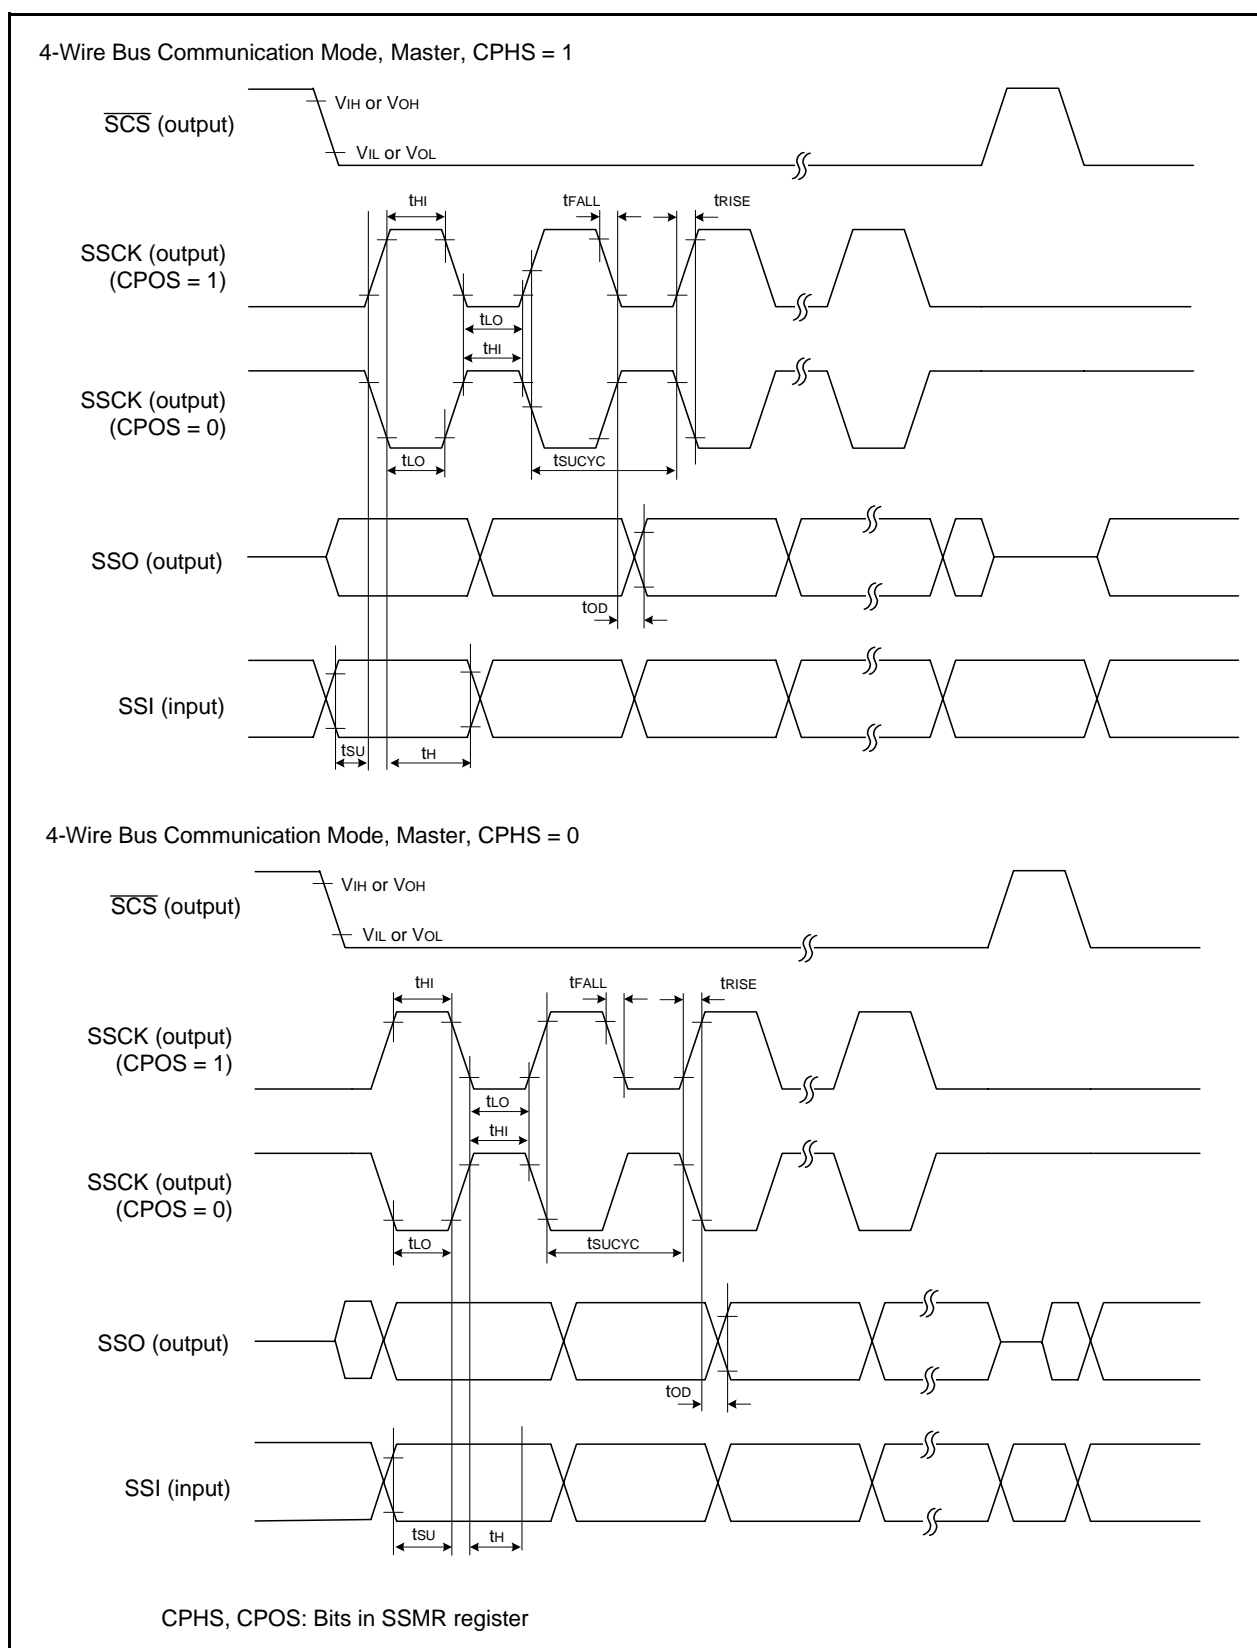 4-Wire Bus Communication Mode, Master, CPHS = 1
VIH or VOH
SCS (output)
VIL or VOL
tHI
tFALL
tRISE
SSCK (output)
(CPOS = 1)
tLO
tHI
SSCK (output)
(CPOS = 0)
tLO
tSUCYC
SSO (output)
tOD
SSI (input)
tSU
tH
4-Wire Bus Communication Mode, Master, CPHS = 0
VIH or VOH
SCS (output)
VIL or VOL
tHI
tFALL
tRISE
SSCK (output)
(CPOS = 1)
tLO
tHI
SSCK (output)
(CPOS = 0)
tLO
tSUCYC
SSO (output)
tOD
SSI (input)
tSU
tH
CPHS, CPOS: Bits in SSMR register